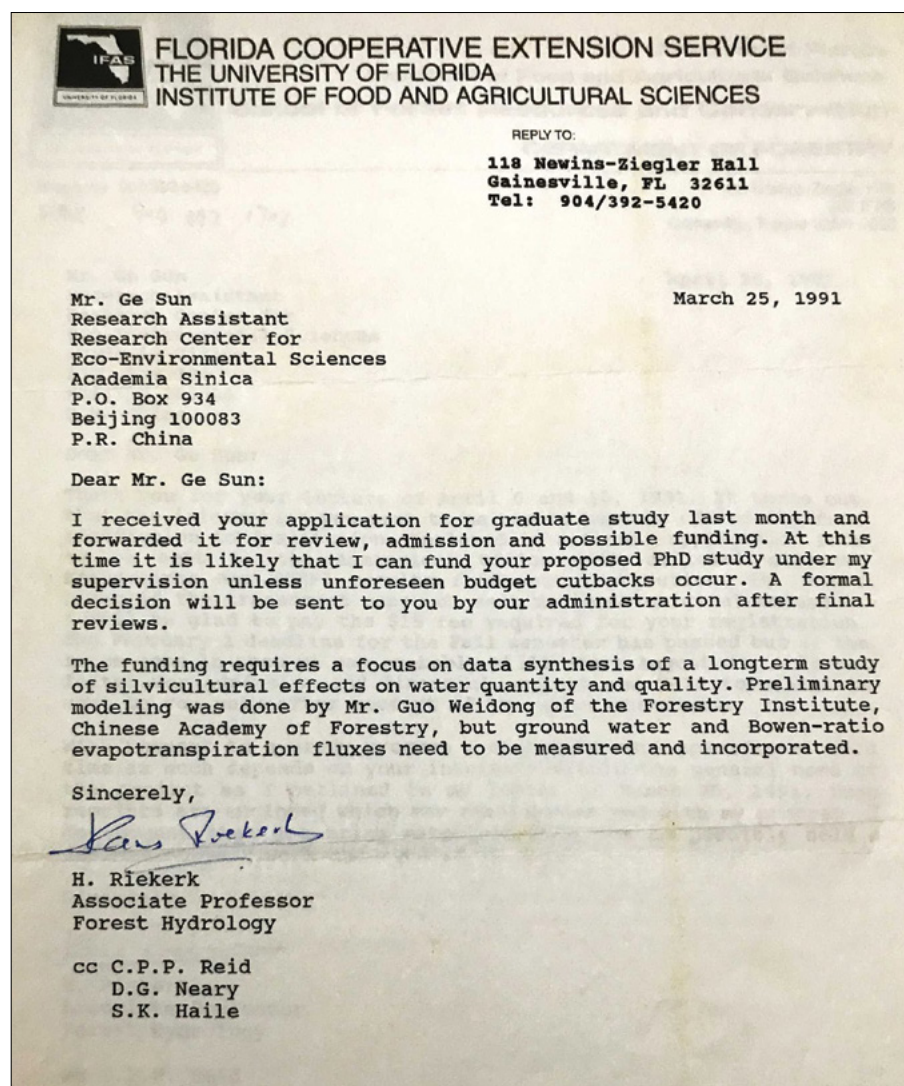 IFAS
UNIVERSITY OF FLORIDA
FLORIDA COOPERATIVE EXTENSION SERVICE
THE UNIVERSITY OF FLORIDA
INSTITUTE OF FOOD AND AGRICULTURAL SCIENCES
REPLY TO:
118 Newins-Ziegler Hall
Gainesville, FL 32611
Tel: 904/392-5420
Mr. Ge Sun March 25, 1991
Research Assistant
Research Center for
Eco-Environmental Sciences
Academia Sinica
P.O. Box 934
Beijing 100083
P.R. China
Dear Mr. Ge Sun:
I received your application for graduate study last month and
forwarded it for review, admission and possible funding. At this
time it is likely that I can fund your proposed PhD study under my
supervision unless unforeseen budget cutbacks occur. A formal
decision will be sent to you by our administration after final
reviews.
The funding requires a focus on data synthesis of a longterm study
of silvicultural effects on water quantity and quality. Preliminary
modeling was done by Mr. Guo Weidong of the Forestry Institute,
Chinese Academy of Forestry, but ground water and Bowen-ratio
evapotranspiration fluxes need to be measured and incorporated.
Sincerely,
Hans Riekerk
H. Riekerk
Associate Professor
Forest Hydrology
cc C.P.P. Reid
D.G. Neary
S.K. Haile